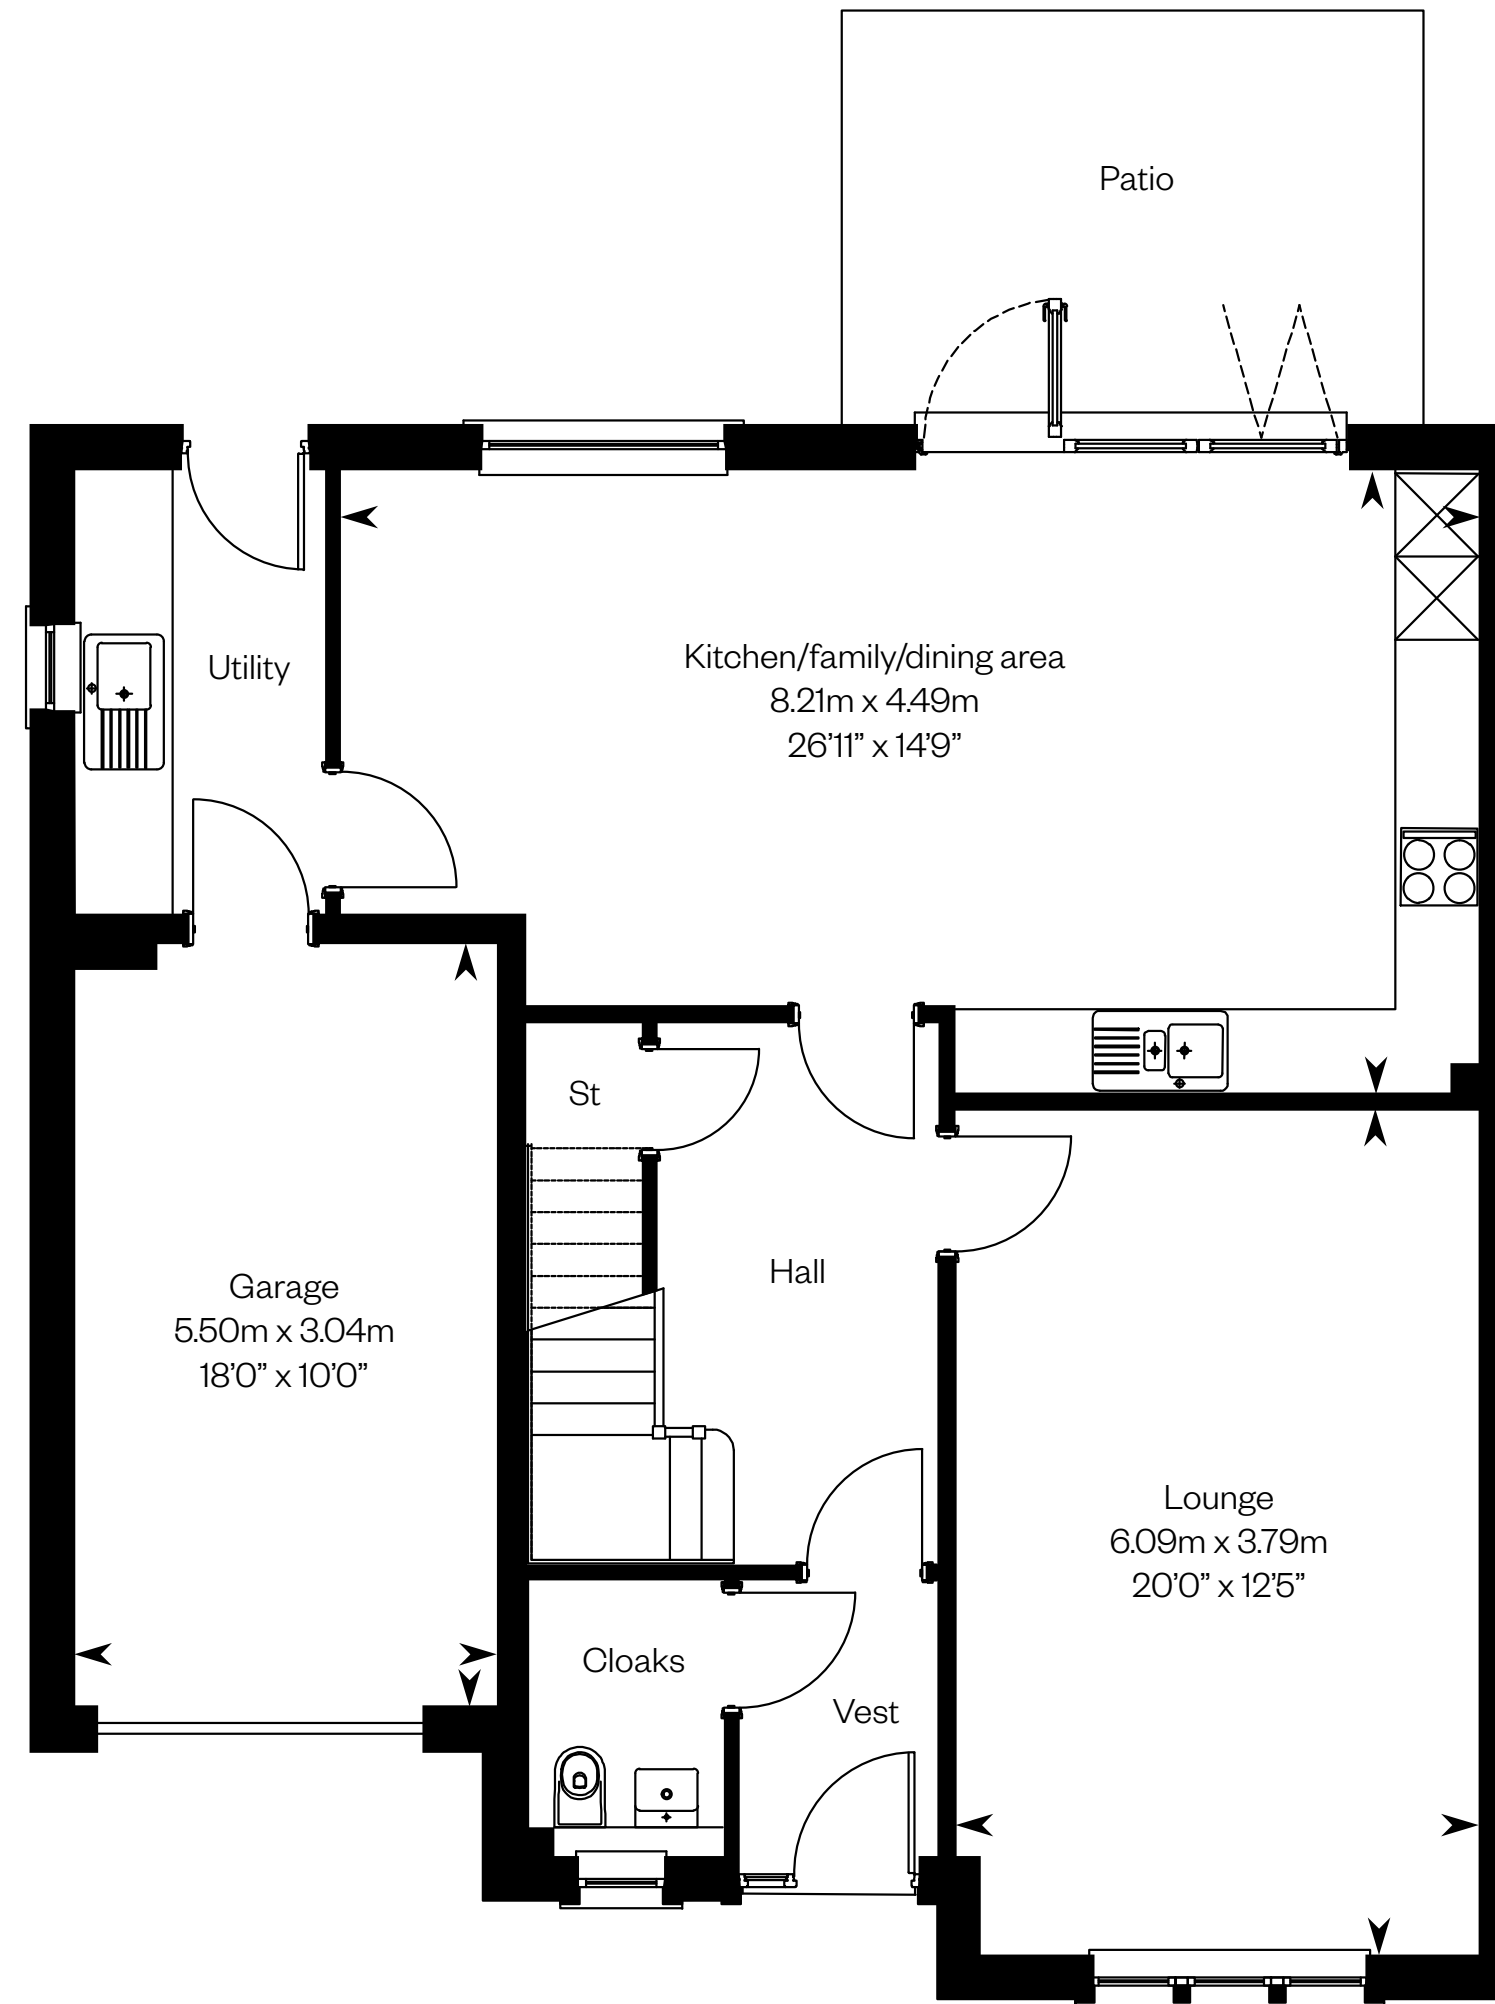 Patio
Utility
Kitchen/family/dining area
8.21m x 4.49m
26'11” x 14'9”
St
Hall
Garage
5.50m x 3.04m
18'0” x 10'0”
Lounge
6.09m x 3.79m
20'0” x 12'5”
Cloaks
Vest